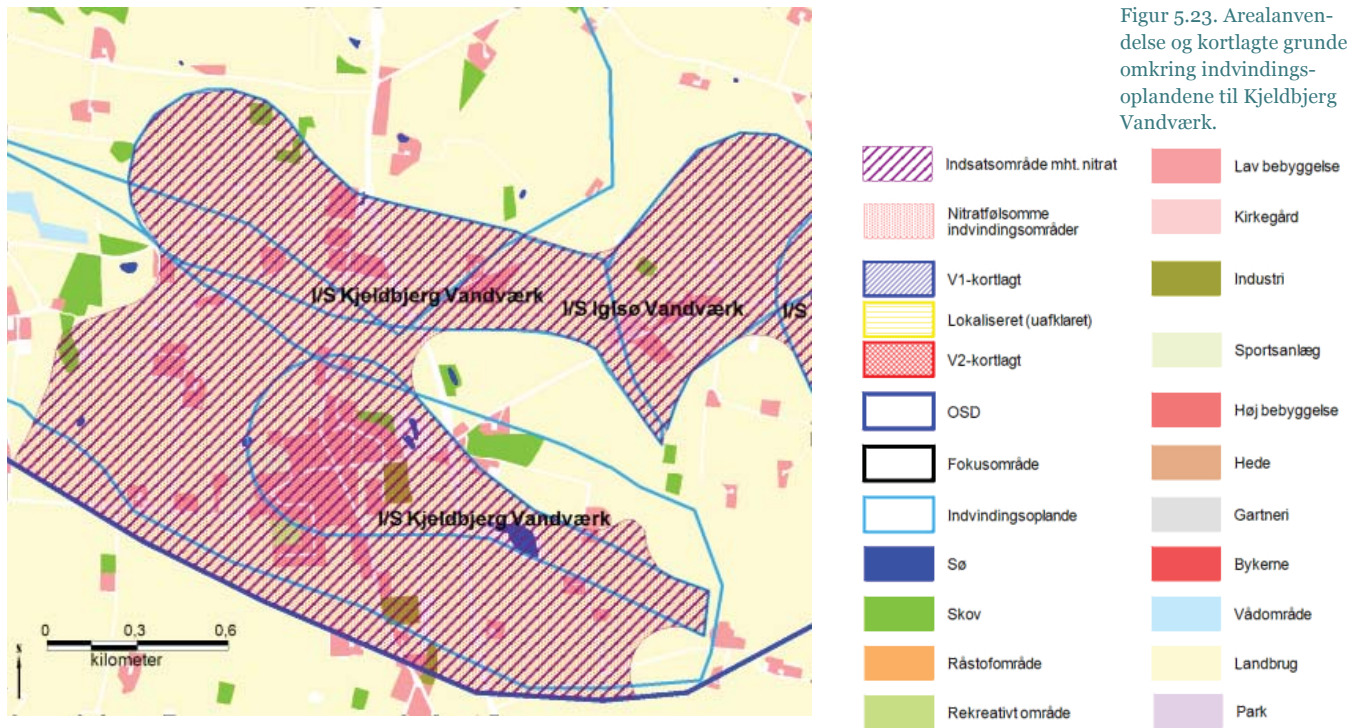 Figur 5.23. Arealanven-
delse og kortlagte grunde
omkring indvindings-
oplandene til Kjeldbjerg
Vandværk.
I/S Kjeldbjerg Vandværk
I/S Iglsø Vandværk
I/S
I/S Kjeldbjerg Vandværk
0 0,3 0,6
kilometer
Indsatsområde mht. nitrat
Nitratfølsomme
indvindingsområder
V1-kortlagt
Lokaliseret (uafklaret)
V2-kortlagt
OSD
Fokusområde
Indvindingsoplande
Sø
Skov
Råstofområde
Rekreativt område
Lav bebyggelse
Kirkegård
Industri
Sportsanlæg
Høj bebyggelse
Hede
Gartneri
Bykerne
Vådområde
Landbrug
Park